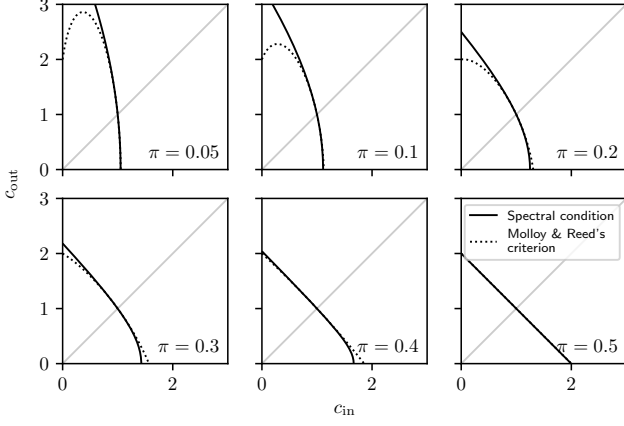 3
2
1
0
π = 0.05
π = 0.1
π = 0.2
c_out
3
2
1
0
π = 0.3
π = 0.4
Spectral condition
Molloy & Reed's
criterion
π = 0.5
0
2
0
2
0
2
c_in